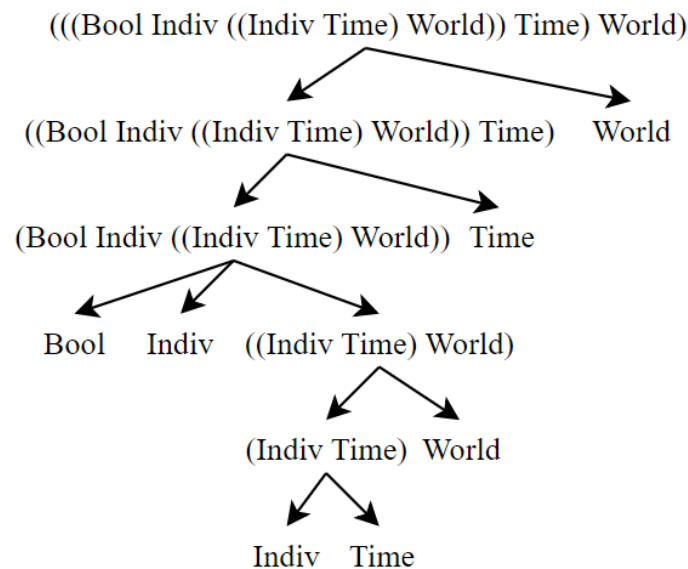 (((Bool Indiv ((Indiv Time) World)) Time) World)
((Bool Indiv ((Indiv Time) World)) Time) World
(Bool Indiv ((Indiv Time) World)) Time
Bool Indiv ((Indiv Time) World)
(Indiv Time) World
Indiv Time